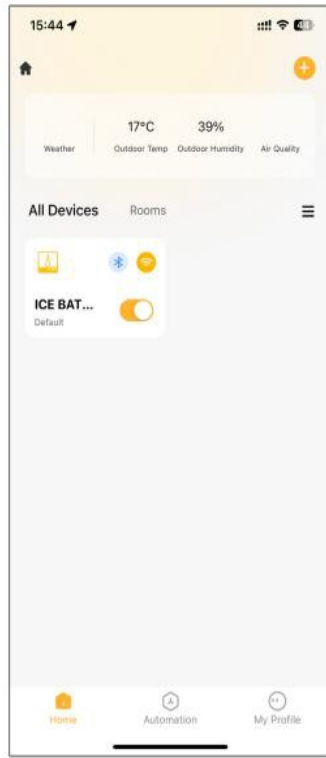 15:44
17°C 39%
Weather Outdoor Temp Outdoor Humidity Air Quality
All Devices Rooms
ICE BAT...
Default
Home Automation My Profile